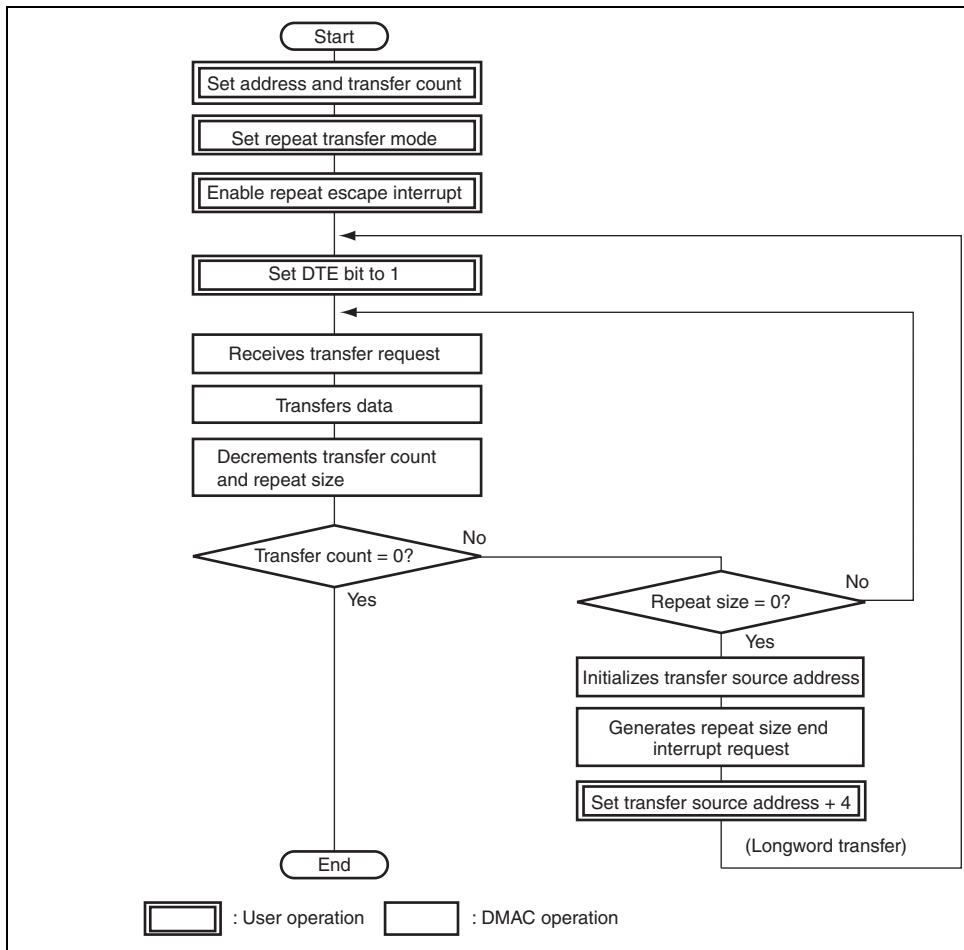 Start
Set address and transfer count
Set repeat transfer mode
Enable repeat escape interrupt
Set DTE bit to 1
Receives transfer request
Transfers data
Decrements transfer count
and repeat size
Transfer count = 0?
No
Yes
Repeat size = 0?
No
Yes
Initializes transfer source address
Generates repeat size end
interrupt request
Set transfer source address + 4
(Longword transfer)
End
: User operation
: DMAC operation